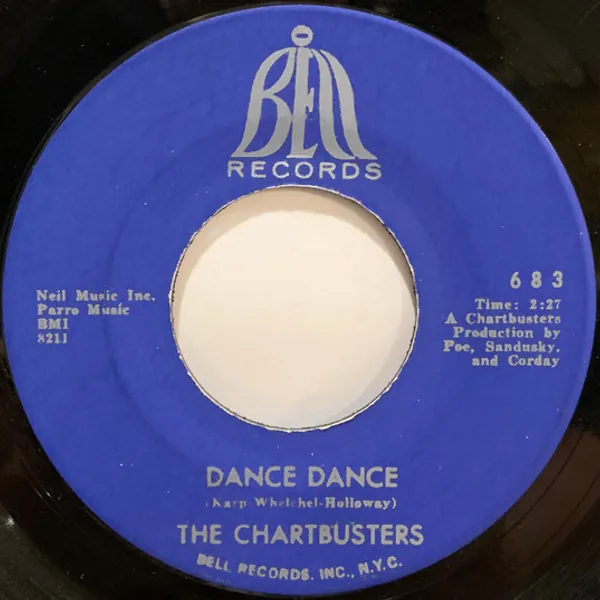 BELL
RECORDS
683
Neil Music Inc.
Parro Music
BMI
8211
Time: 2:27
A Chartbusters
Production by
Poe, Sandusky,
and Corday
DANCE DANCE
(Karp-Whelchel-Holloway)
THE CHARTBUSTERS
BELL RECORDS, INC., N.Y.C.